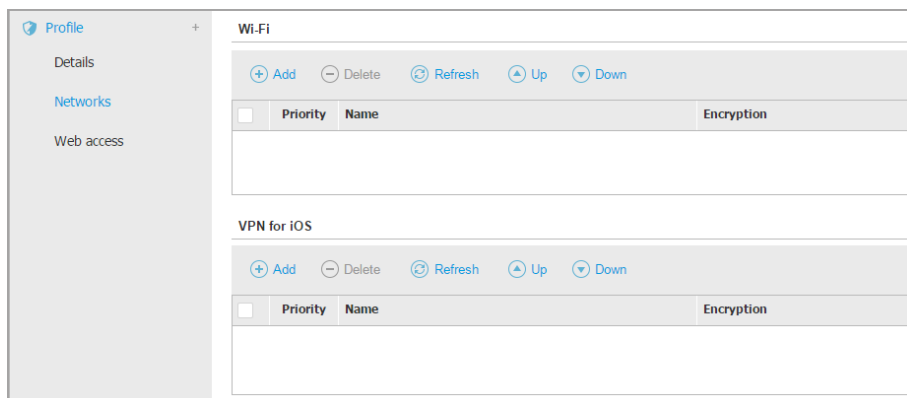 Profile +
Details
Networks
Web access
Wi-Fi
Add Delete Refresh Up Down
Priority Name Encryption
VPN for iOS
Add Delete Refresh Up Down
Priority Name Encryption